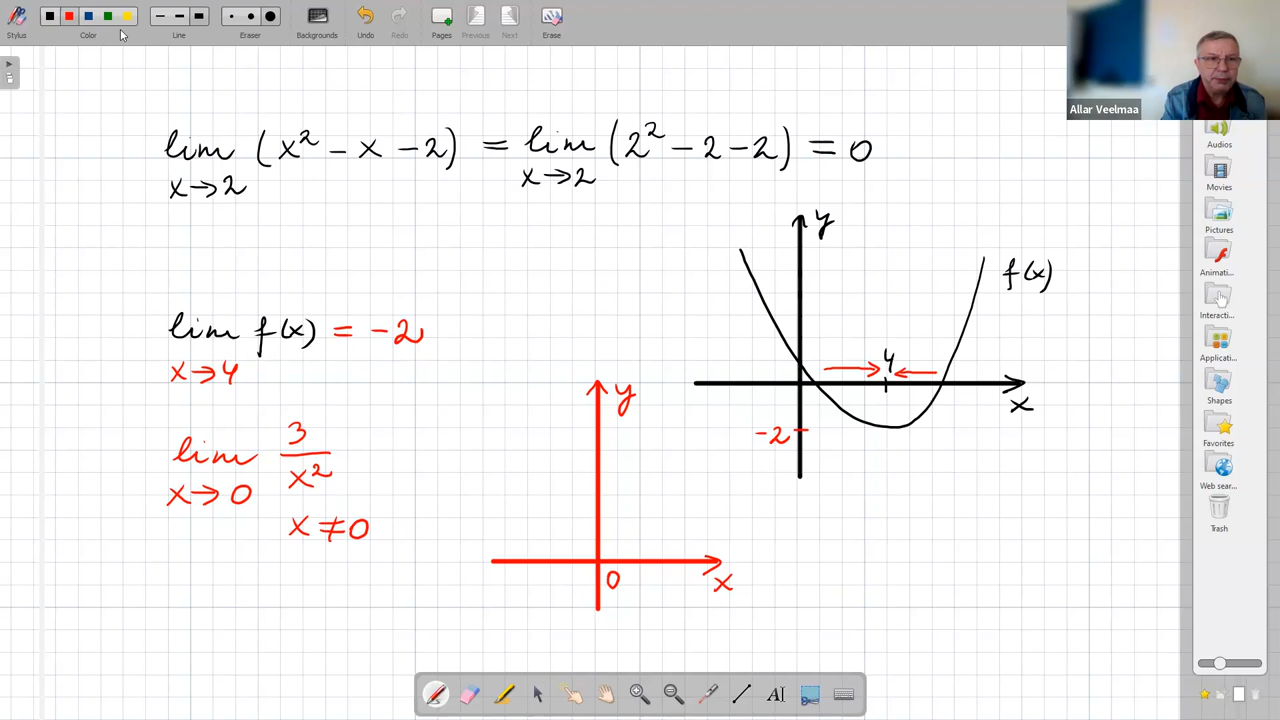 Stylus
Color
Line
Eraser
Backgrounds
Undo
Redo
Pages
Previous
Next
Erase
Allar Veelmaa
lim (x² - x - 2) = lim (2² - 2 - 2) = 0
x→2 x→2
y
f(x)
lim f(x) = -2
x→4
4
x
-2
y
lim 3/x²
x→0
x ≠ 0
0
x
Audios
Movies
Pictures
Animati...
Interacti...
Applicati...
Shapes
Favorites
Web sear...
Trash
AI